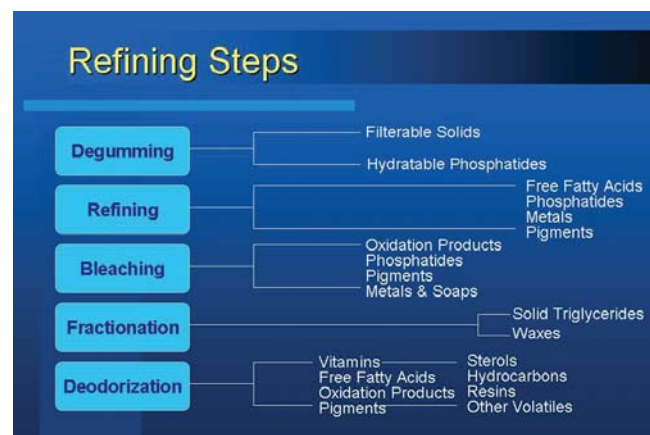 Refining Steps
Degumming
Filterable Solids
Hydratable Phosphatides
Refining
Free Fatty Acids
Phosphatides
Metals
Pigments
Bleaching
Oxidation Products
Phosphatides
Pigments
Metals & Soaps
Fractionation
Solid Triglycerides
Waxes
Deodorization
Vitamins
Free Fatty Acids
Oxidation Products
Pigments
Sterols
Hydrocarbons
Resins
Other Volatiles